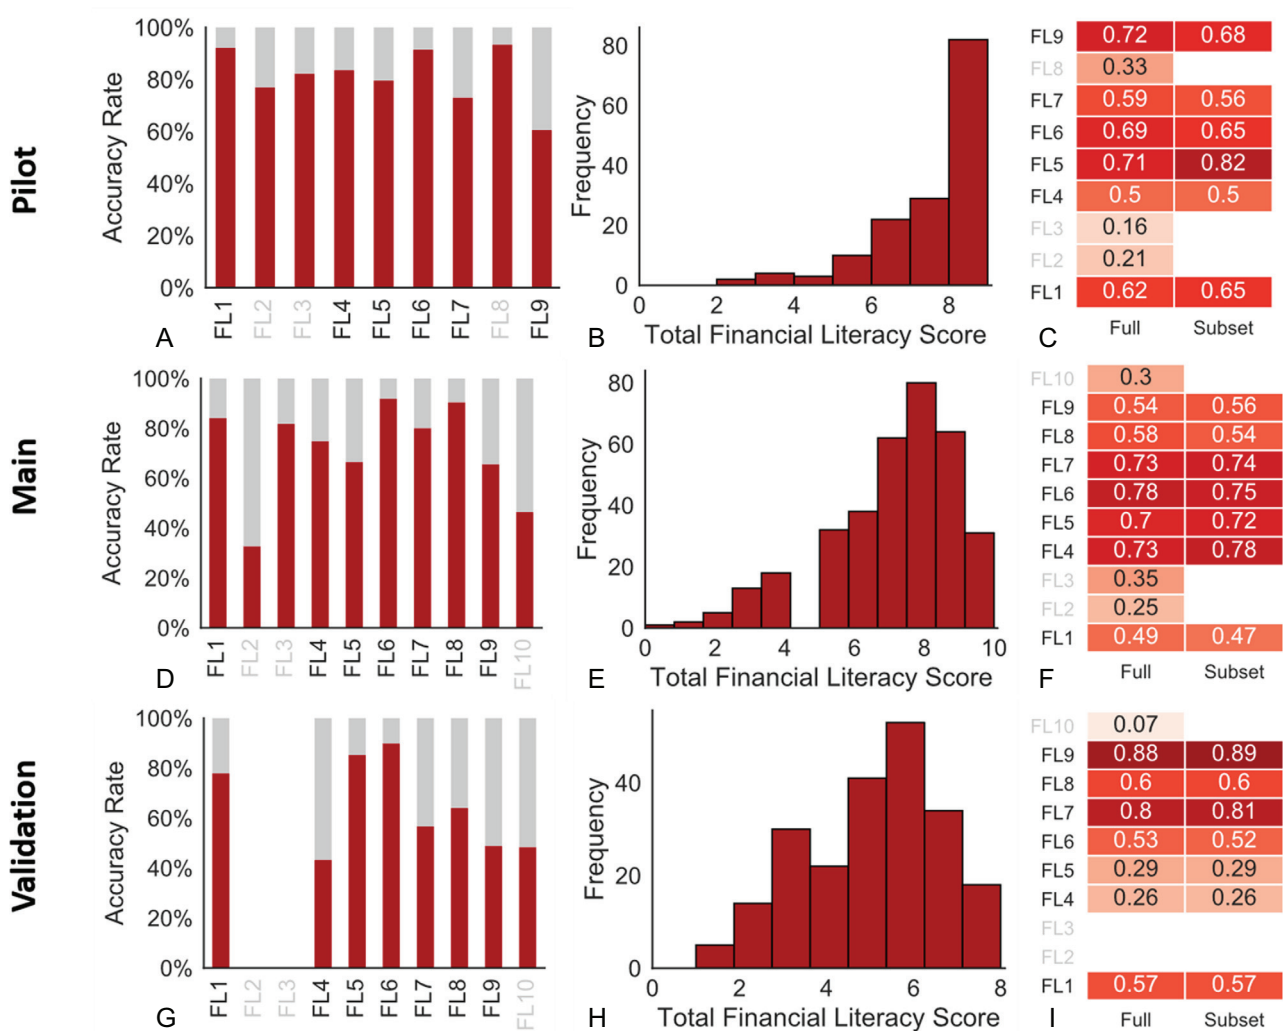 Pilot
Accuracy Rate
100%
80%
60%
40%
20%
0%
FL1 FL2 FL3 FL4 FL5 FL6 FL7 FL8 FL9
A
Frequency
80
60
40
20
0
0 2 4 6 8
Total Financial Literacy Score
B
FL9 0.72 0.68
FL8 0.33
FL7 0.59 0.56
FL6 0.69 0.65
FL5 0.71 0.82
FL4 0.5 0.5
FL3 0.16
FL2 0.21
FL1 0.62 0.65
Full Subset
C
Main
Accuracy Rate
100%
80%
60%
40%
20%
0%
FL1 FL2 FL3 FL4 FL5 FL6 FL7 FL8 FL9 FL10
D
Frequency
80
60
40
20
0
0 2 4 6 8 10
Total Financial Literacy Score
E
FL10 0.3
FL9 0.54 0.56
FL8 0.58 0.54
FL7 0.73 0.74
FL6 0.78 0.75
FL5 0.7 0.72
FL4 0.73 0.78
FL3 0.35
FL2 0.25
FL1 0.49 0.47
Full Subset
F
Validation
Accuracy Rate
100%
80%
60%
40%
20%
0%
FL1 FL2 FL3 FL4 FL5 FL6 FL7 FL8 FL9 FL10
G
Frequency
40
20
0
0 2 4 6 8
Total Financial Literacy Score
H
FL10 0.07
FL9 0.88 0.89
FL8 0.6 0.6
FL7 0.8 0.81
FL6 0.53 0.52
FL5 0.29 0.29
FL4 0.26 0.26
FL3
FL2
FL1 0.57 0.57
Full Subset
I